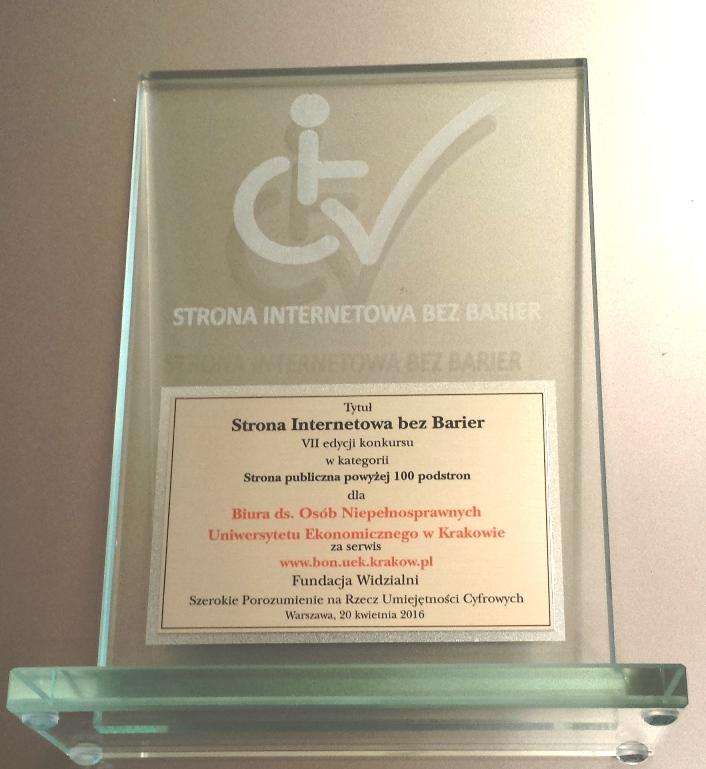 STRONA INTERNETOWA BEZ BARIER
Tytuł
Strona Internetowa bez Barier
VII edycji konkursu
w kategorii
Strona publiczna powyżej 100 podstron
dla
Biura ds. Osób Niepełnosprawnych
Uniwersytetu Ekonomicznego w Krakowie
za serwis
www.bon.uek.krakow.pl
Fundacja Widzialni
Szerokie Porozumienie na Rzecz Umiejętności Cyfrowych
Warszawa, 20 kwietnia 2016